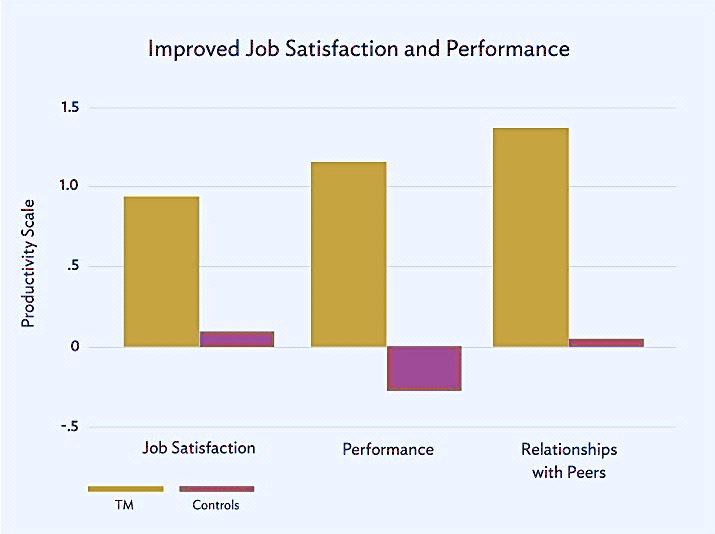 Improved Job Satisfaction and Performance
Productivity Scale
1.5
1.0
.5
0
-.5
Job Satisfaction
Performance
Relationships
with Peers
TM
Controls